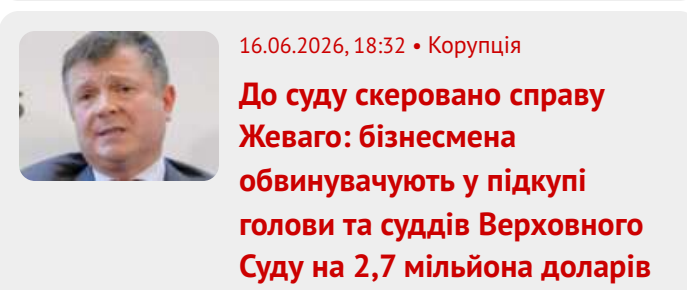 16.06.2026, 18:32 • Корупція
До суду скеровано справу
Жеваго: бізнесмена
обвинувачують у підкупі
голови та суддів Верховного
Суду на 2,7 мільйона доларів